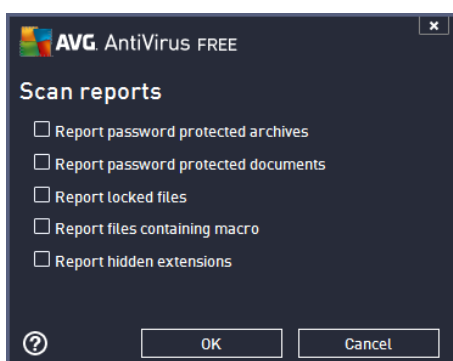 AVG. AntiVirus FREE
Scan reports
Report password protected archives
Report password protected documents
Report locked files
Report files containing macro
Report hidden extensions
?
OK
Cancel